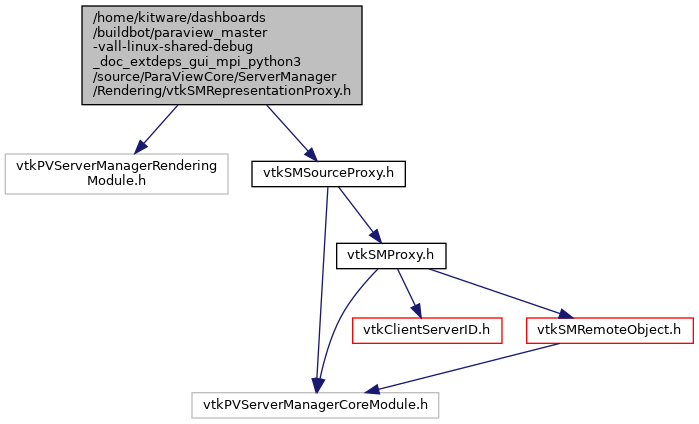 /home/kitware/dashboards
/buildbot/paraview_master
-vall-linux-shared-debug
_doc_extdeps_gui_mpi_python3
/source/ParaViewCore/ServerManager
/Rendering/vtkSMRepresentationProxy.h
vtkPVServerManagerRendering
Module.h
vtkSMSourceProxy.h
vtkSMProxy.h
vtkClientServerID.h
vtkSMRemoteObject.h
vtkPVServerManagerCoreModule.h